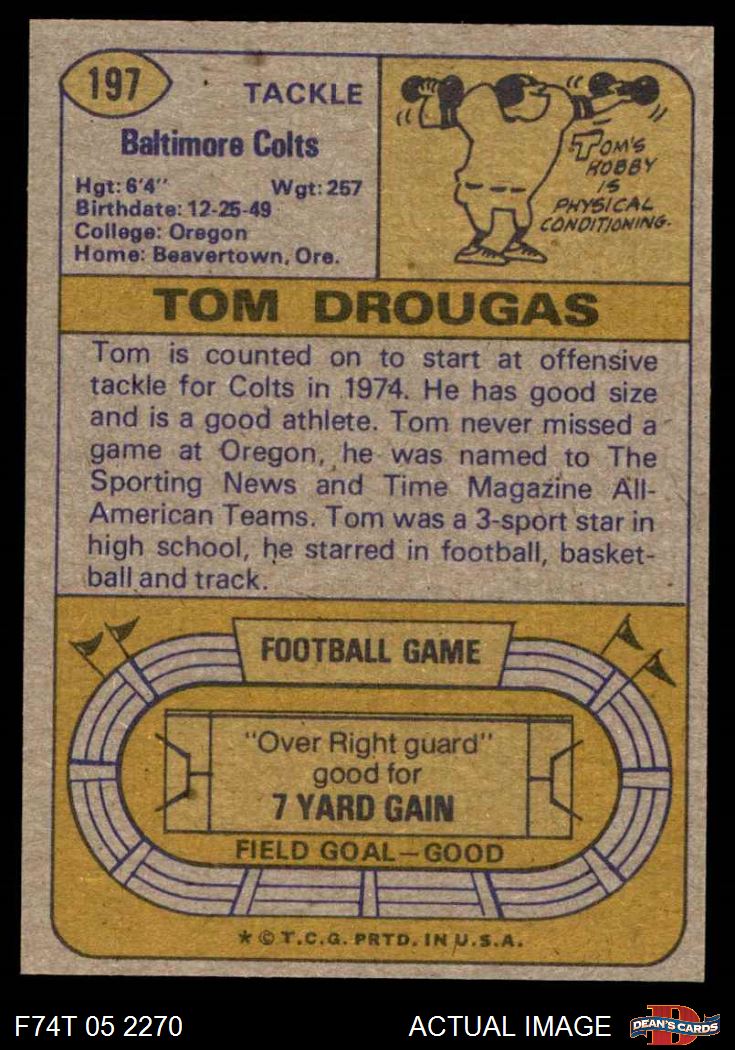 197
TACKLE
Baltimore Colts
Hgt: 6'4" Wgt: 257
Birthdate: 12-25-49
College: Oregon
Home: Beavertown, Ore.
TOM'S
HOBBY
IS
PHYSICAL
CONDITIONING.
TOM DROUGAS
Tom is counted on to start at offensive
tackle for Colts in 1974. He has good size
and is a good athlete. Tom never missed a
game at Oregon, he was named to The
Sporting News and Time Magazine All-
American Teams. Tom was a 3-sport star in
high school, he starred in football, basket-
ball and track.
FOOTBALL GAME
"Over Right guard"
good for
7 YARD GAIN
FIELD GOAL—GOOD
* © T.C.G. PRTD. IN U.S.A.
F74T 05 2270 ACTUAL IMAGE
D
DEAN'S CARDS